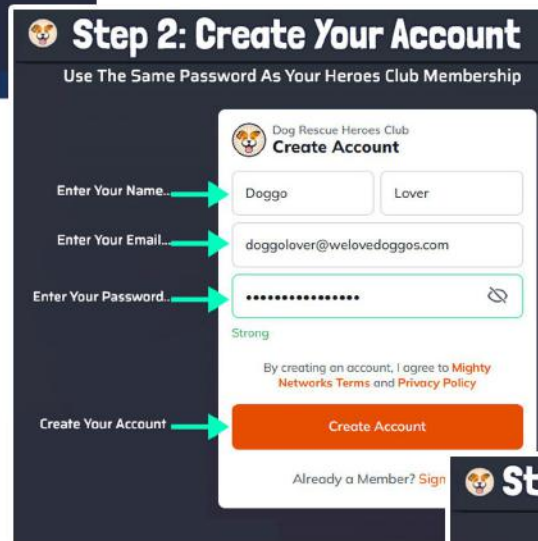 Step 2: Create Your Account
Use The Same Password As Your Heroes Club Membership
Dog Rescue Heroes Club
Create Account
Enter Your Name..
Doggo
Lover
Enter Your Email...
doggolover@welovedoggos.com
Enter Your Password..
••••••••••••••••
Strong
By creating an account, I agree to Mighty
Networks Terms and Privacy Policy
Create Your Account
Create Account
Already a Member? Sign